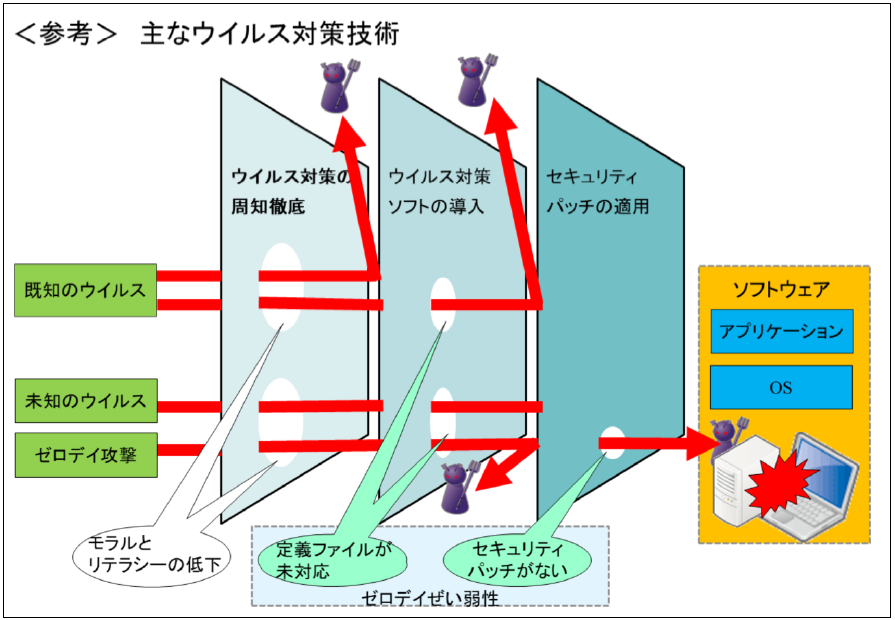 ＜参考＞ 主なウイルス対策技術
ウイルス対策の
周知徹底
ウイルス対策
ソフトの導入
セキュリティ
パッチの適用
既知のウイルス
未知のウイルス
ゼロデイ攻撃
ソフトウェア
アプリケーション
OS
モラルと
リテラシーの低下
定義ファイルが
未対応
セキュリティ
パッチがない
ゼロデイぜい弱性